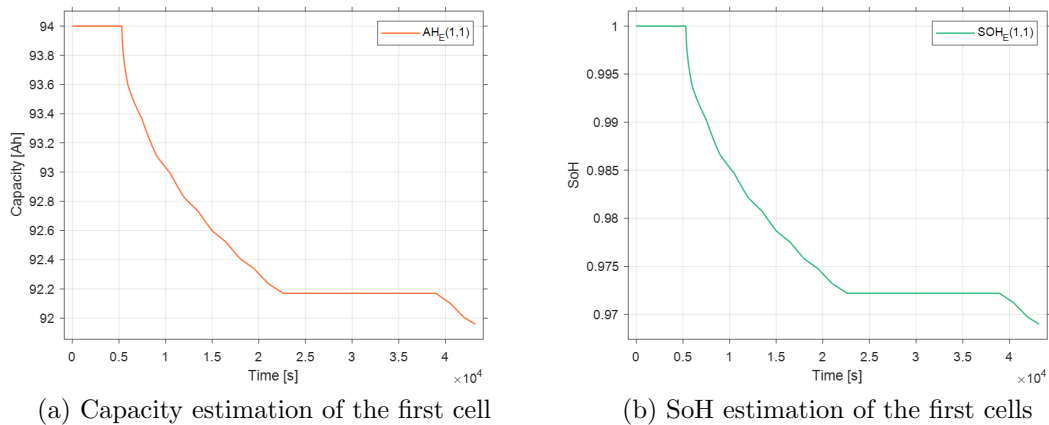 94
93.8
93.6
93.4
93.2
93
92.8
92.6
92.4
92.2
92
Capacity [Ah]
AH_E(1,1)
0 0.5 1 1.5 2 2.5 3 3.5 4
Time [s]
×10^4
(a) Capacity estimation of the first cell
1
0.995
0.99
0.985
0.98
0.975
0.97
SoH
SOH_E(1,1)
0 0.5 1 1.5 2 2.5 3 3.5 4
Time [s]
×10^4
(b) SoH estimation of the first cells